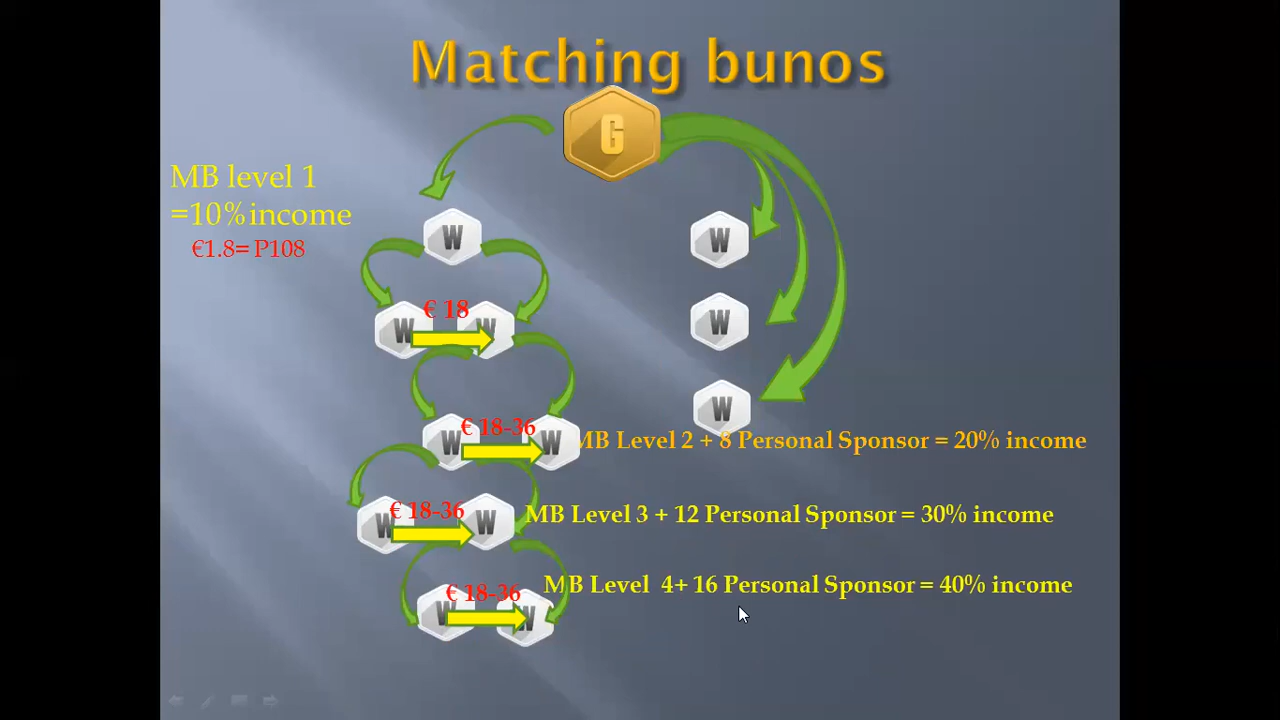 Matching bunos
G
MB level 1
=10%income
€1.8= P108
W
W
€ 18
W
W
W
€ 18-36
W
W
W
MB Level 2 + 8 Personal Sponsor = 20% income
€ 18-36
W
W
MB Level 3 + 12 Personal Sponsor = 30% income
€ 18-36
W
W
MB Level 4+ 16 Personal Sponsor = 40% income